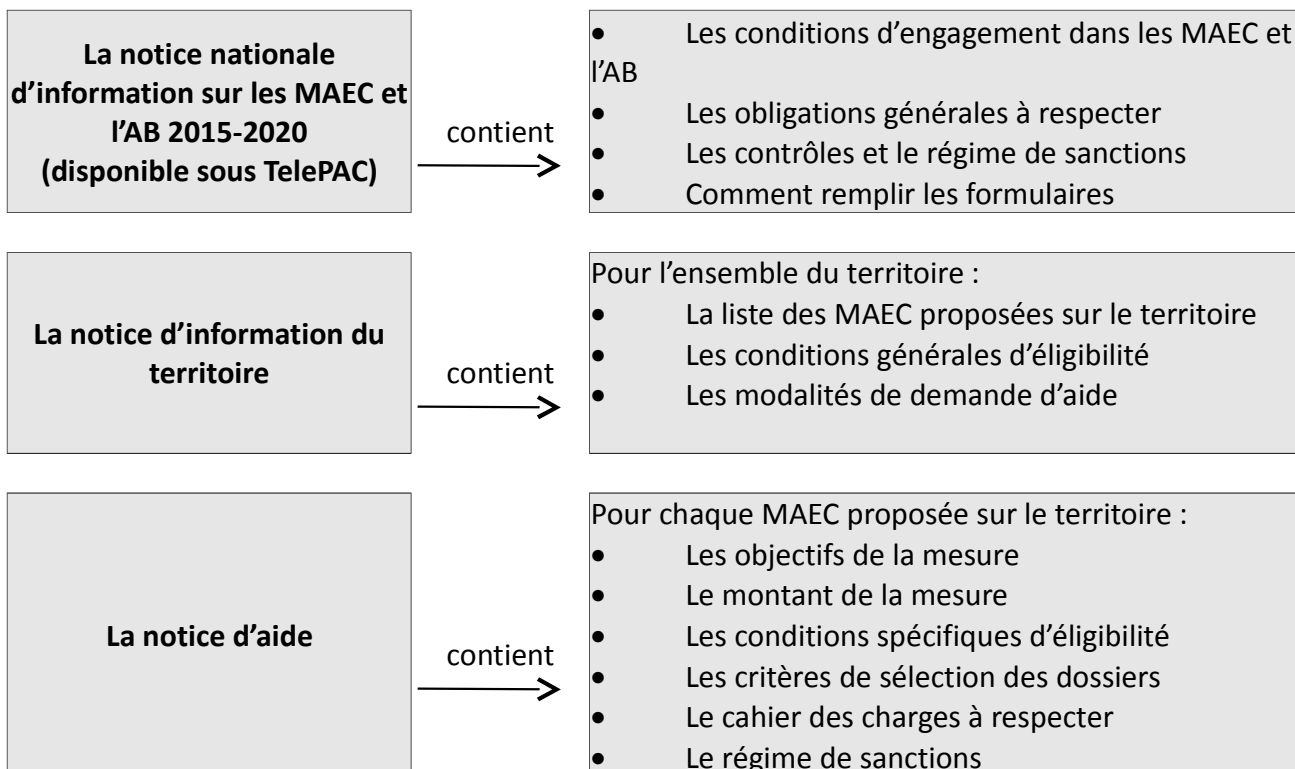 La notice nationale
d’information sur les MAEC et
l’AB 2015-2020
(disponible sous TelePAC)
contient
• Les conditions d’engagement dans les MAEC et
l’AB
• Les obligations générales à respecter
• Les contrôles et le régime de sanctions
• Comment remplir les formulaires
La notice d’information du
territoire
contient
Pour l’ensemble du territoire :
• La liste des MAEC proposées sur le territoire
• Les conditions générales d’éligibilité
• Les modalités de demande d’aide
La notice d’aide
contient
Pour chaque MAEC proposée sur le territoire :
• Les objectifs de la mesure
• Le montant de la mesure
• Les conditions spécifiques d’éligibilité
• Les critères de sélection des dossiers
• Le cahier des charges à respecter
• Le régime de sanctions